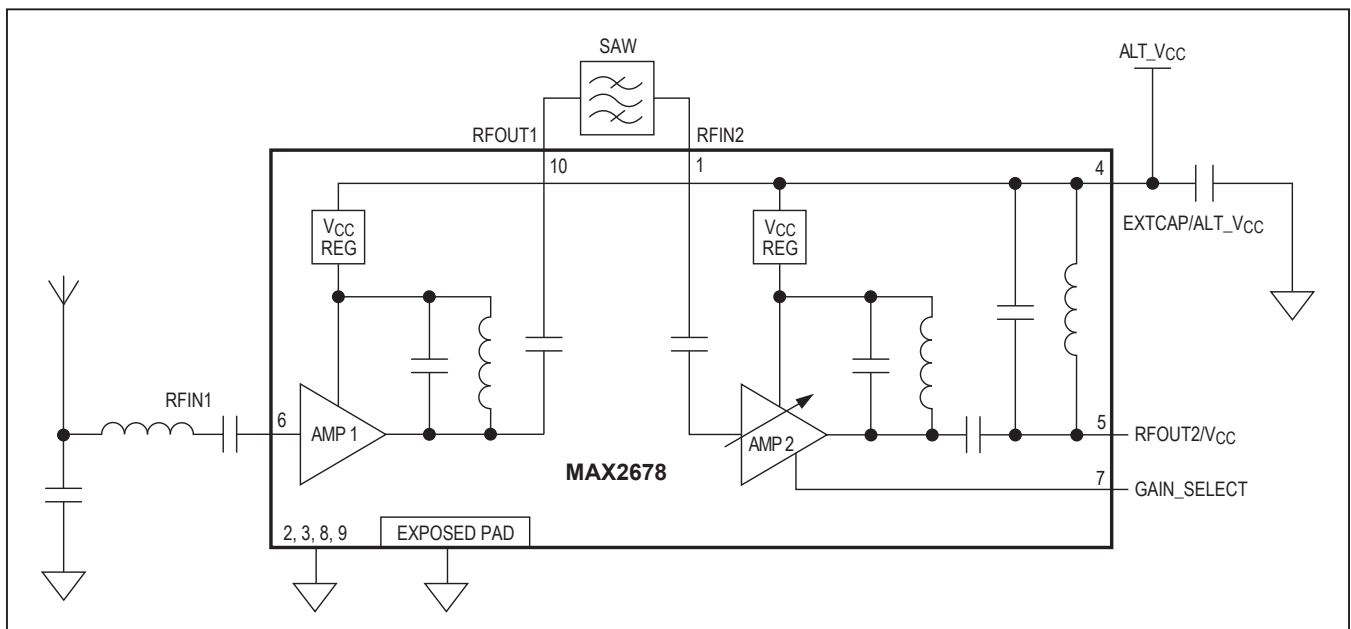 SAW
ALT_VCC
RFOUT1
RFIN2
10
1
4
VCC
REG
VCC
REG
EXTCAP/ALT_VCC
RFIN1
6
AMP 1
AMP 2
5
RFOUT2/VCC
MAX2678
7
GAIN_SELECT
2, 3, 8, 9
EXPOSED PAD